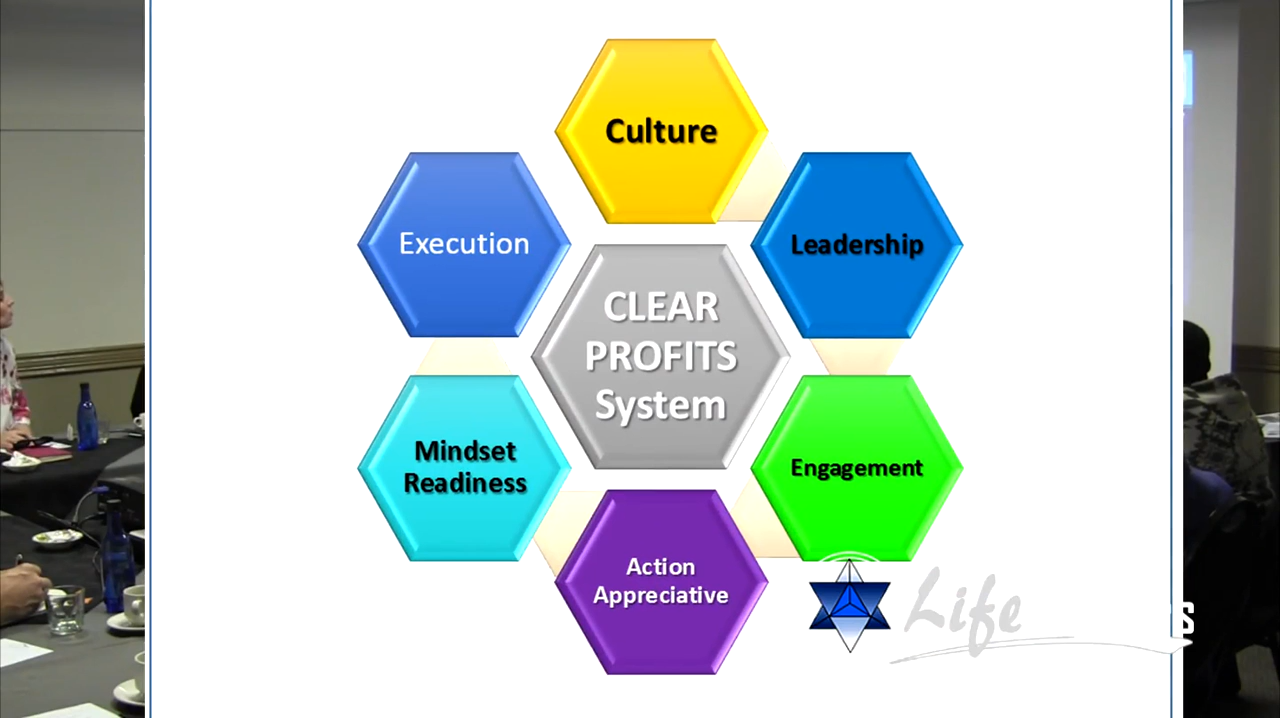 Culture
Execution
Leadership
CLEAR
PROFITS
System
Mindset
Readiness
Engagement
Action
Appreciative
Life